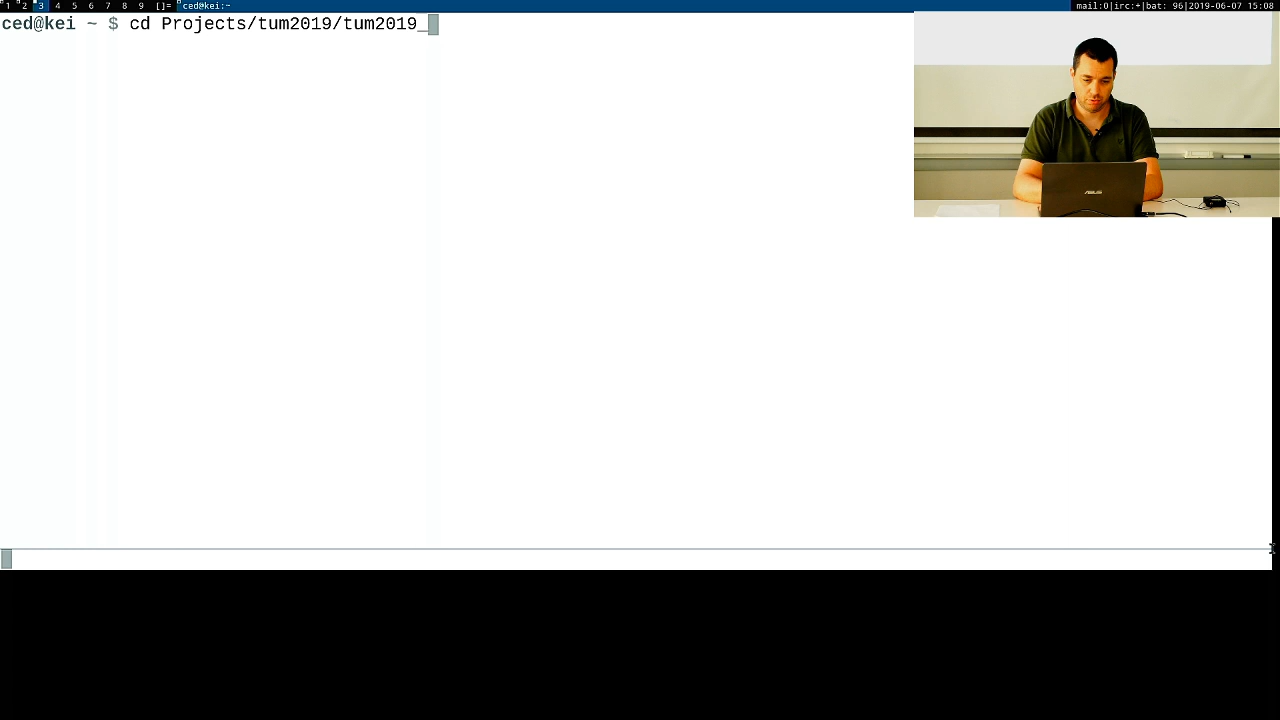 1 2 3 4 5 6 7 8 9 []= ced@kei:~ mail:0|irc:+|bat: 96|2019-06-07 15:08
ced@kei ~ $ cd Projects/tum2019/tum2019_
ASUS